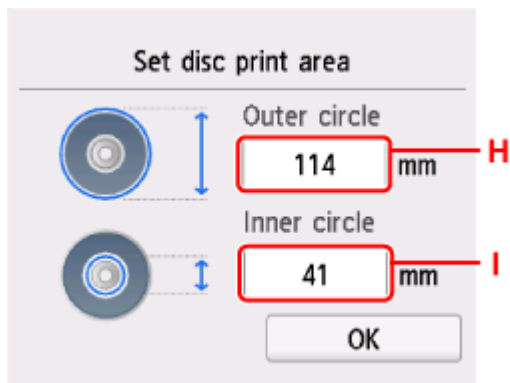 Set disc print area
Outer circle
114 mm H
Inner circle
41 mm I
OK